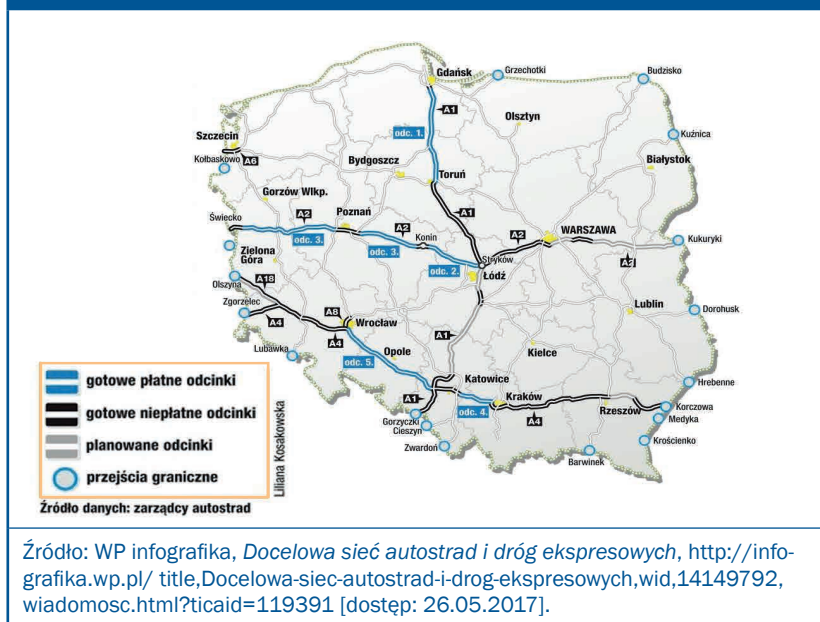 Gdańsk
Grzechotki
Budzisko
A1
odc. 1.
Olsztyn
Szczecin
Kuźnica
Kołbaskowo
A6
Bydgoszcz
Białystok
Toruń
Gorzów Wlkp.
A2
Poznań
A1
Świecko
A2
WARSZAWA
odc. 3.
Konin
A2
odc. 3.
Stryków
Kukuryki
Zielona
Góra
odc. 2.
Łódź
A2
Olszyna
A18
Zgorzelec
A8
Wrocław
Lublin
Dorohusk
A4
A4
A1
Lubawka
odc. 5.
Opole
Kielce
Katowice
Hrebenne
A1
Kraków
Rzeszów
Korczowa
odc. 4.
A4
Medyka
Gorzyczki
Cieszyn
Krościenko
Zwardoń
Barwinek
gotowe płatne odcinki
gotowe niepłatne odcinki
planowane odcinki
przejścia graniczne
Liliana Kosakowska
Źródło danych: zarządcy autostrad
Źródło: WP infografika, Docelowa sieć autostrad i dróg ekspresowych, http://info-
grafika.wp.pl/ title,Docelowa-siec-autostrad-i-drog-ekspresowych,wid,14149792,
wiadomosc.html?ticaid=119391 [dostęp: 26.05.2017].